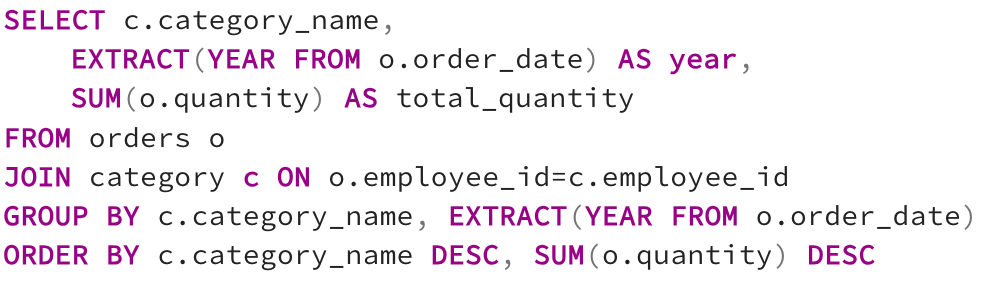 SELECT c.category_name,
EXTRACT(YEAR FROM o.order_date) AS year,
SUM(o.quantity) AS total_quantity
FROM orders o
JOIN category c ON o.employee_id=c.employee_id
GROUP BY c.category_name, EXTRACT(YEAR FROM o.order_date)
ORDER BY c.category_name DESC, SUM(o.quantity) DESC